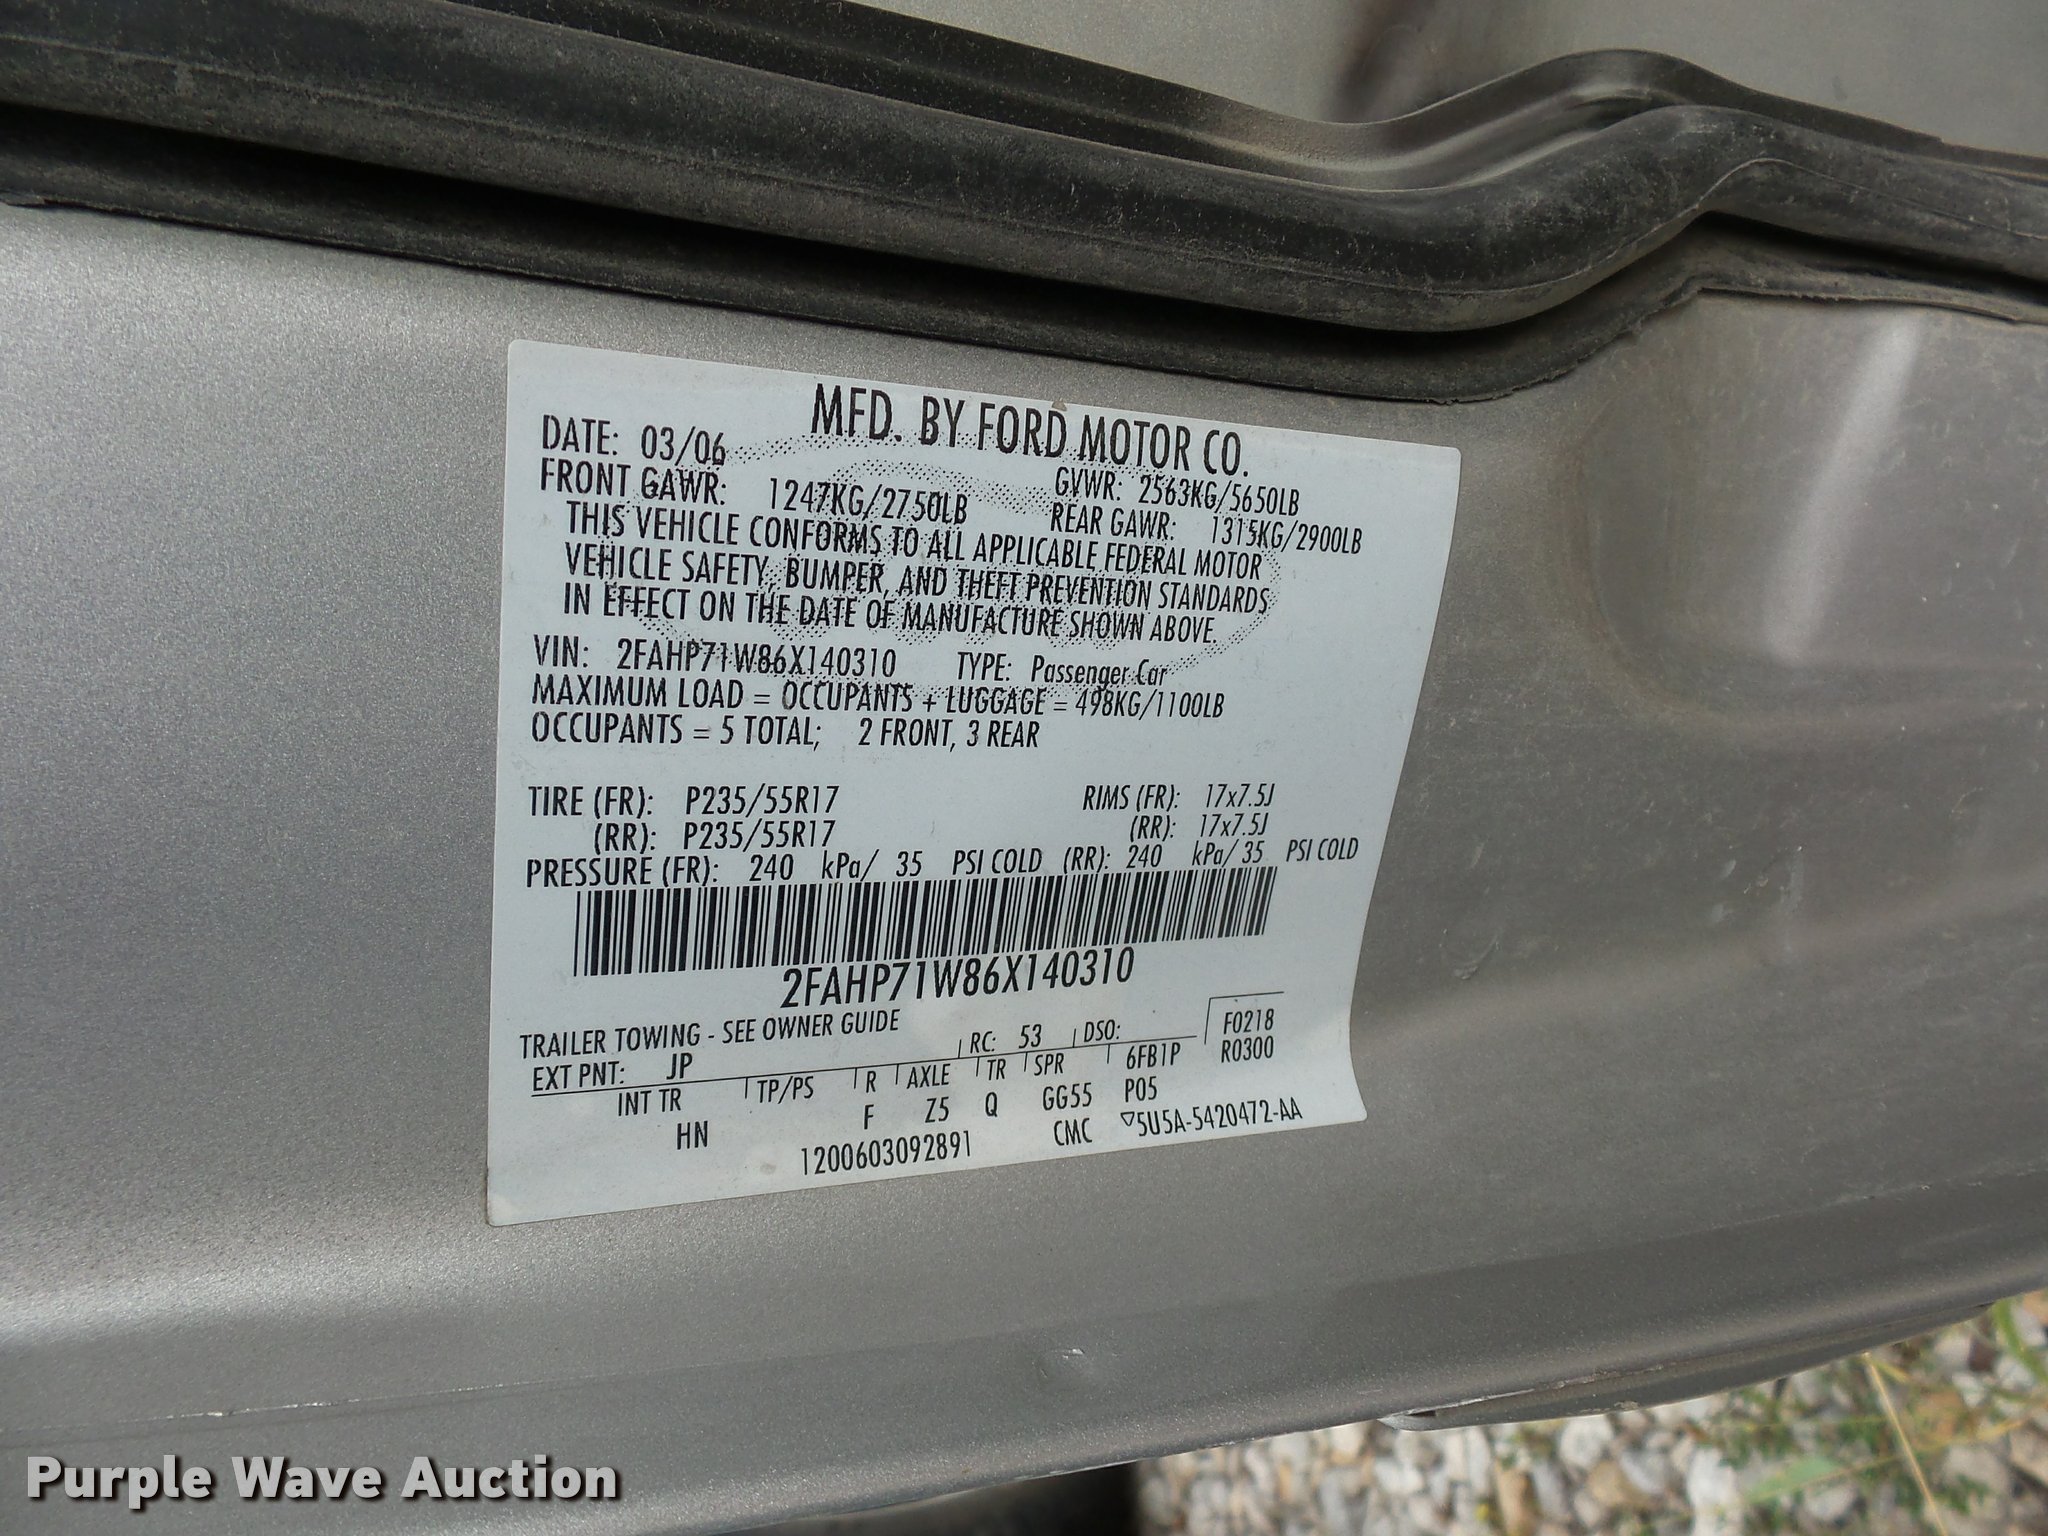 MFD. BY FORD MOTOR CO.
DATE: 03/06
GVWR: 2563KG/5650LB
FRONT GAWR: 1247KG/2750LB
REAR GAWR: 1315KG/2900LB
THIS VEHICLE CONFORMS TO ALL APPLICABLE FEDERAL MOTOR
VEHICLE SAFETY, BUMPER, AND THEFT PREVENTION STANDARDS
IN EFFECT ON THE DATE OF MANUFACTURE SHOWN ABOVE.
VIN: 2FAHP71W86X140310 TYPE: Passenger Car
MAXIMUM LOAD = OCCUPANTS + LUGGAGE = 498KG/1100LB
OCCUPANTS = 5 TOTAL; 2 FRONT, 3 REAR
TIRE (FR): P235/55R17 RIMS (FR): 17x7.5J
(RR): P235/55R17 (RR): 17x7.5J
PRESSURE (FR): 240 kPa/ 35 PSI COLD (RR): 240 kPa/ 35 PSI COLD
2FAHP71W86X140310
TRAILER TOWING - SEE OWNER GUIDE
F0218
EXT PNT: JP RC: 53 DSO:
R0300
INT TR TP/PS R AXLE TR SPR 6FB1P
HN F Z5 Q GG55 P05
1200603092891 CMC ▽5U5A-5420472-AA
Purple Wave Auction